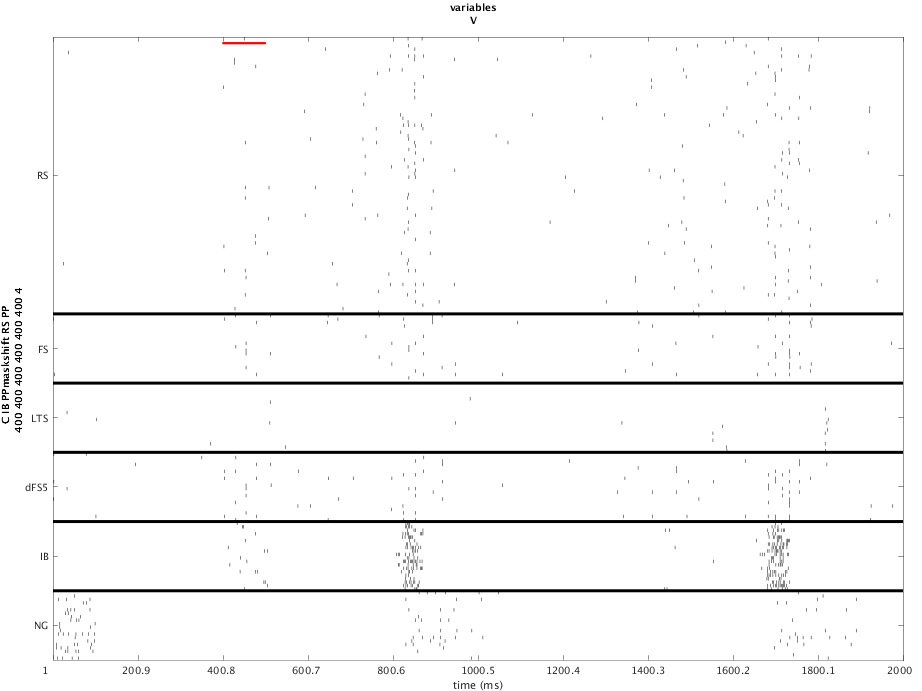 variables
V
C IB PPmaskshift RS PP
400 400 400 400 400 400 4
RS
FS
LTS
dFS5
IB
NG
1 200.9 400.8 600.7 800.6 1000.5 1200.4 1400.3 1600.2 1800.1 2000
time (ms)